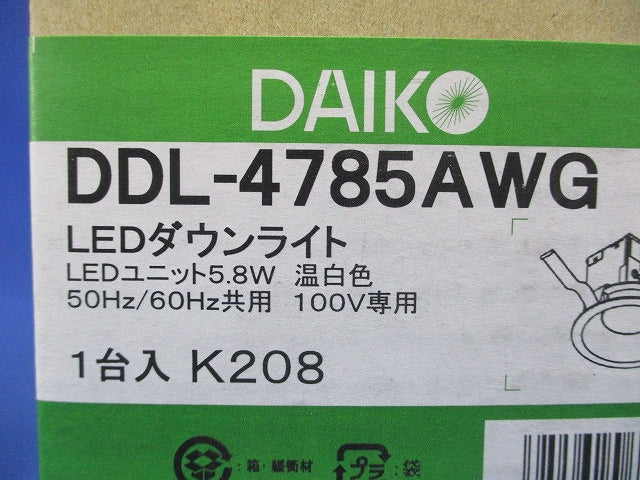 DAIKO
DDL-4785AWG
LEDダウンライト
LEDユニット5.8W 温白色
50Hz/60Hz共用 100V専用
1台入 K208
:箱・緩衝材 プラ :袋